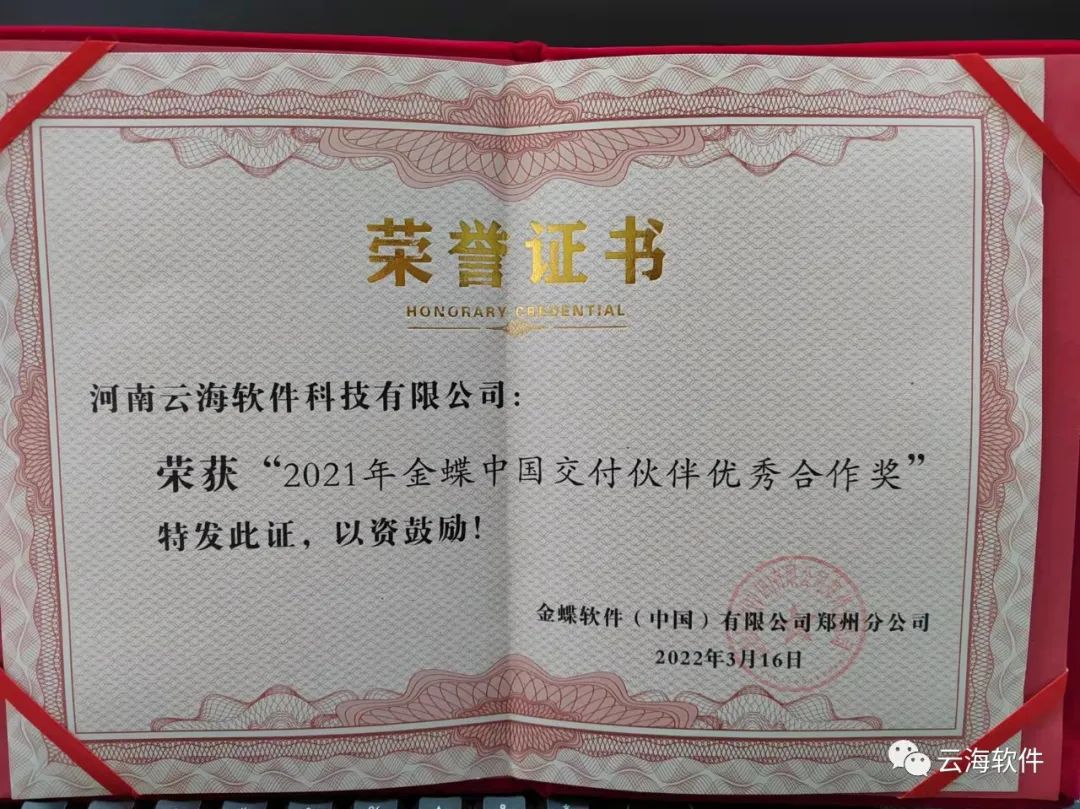 荣誉证书
HONORARY CREDENTIAL
河南云海软件科技有限公司：
荣获“2021年金蝶中国交付伙伴优秀合作奖”
特发此证，以资鼓励！
金蝶软件（中国）有限公司郑州分公司
2022年3月16日
云海软件